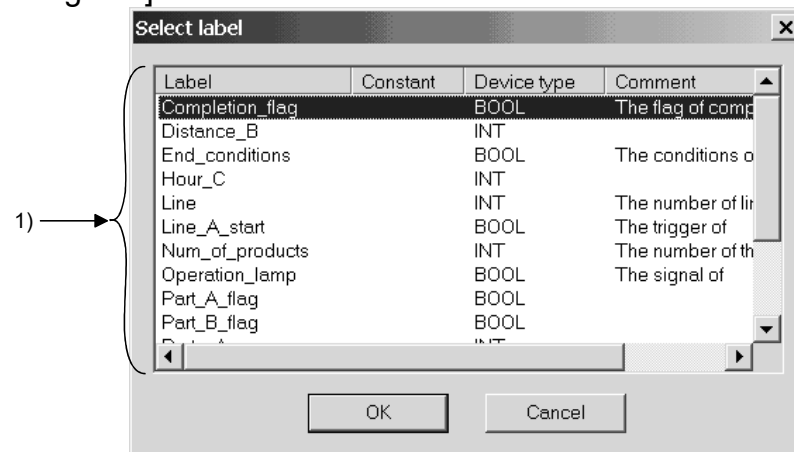 Select label
Label Constant Device type Comment
Completion_flag BOOL The flag of comp
Distance_B INT
End_conditions BOOL The conditions o
Hour_C INT
Line INT The number of lin
Line_A_start BOOL The trigger of
Num_of_products INT The number of th
Operation_lamp BOOL The signal of
Part_A_flag BOOL
Part_B_flag BOOL
INT
1)
OK Cancel